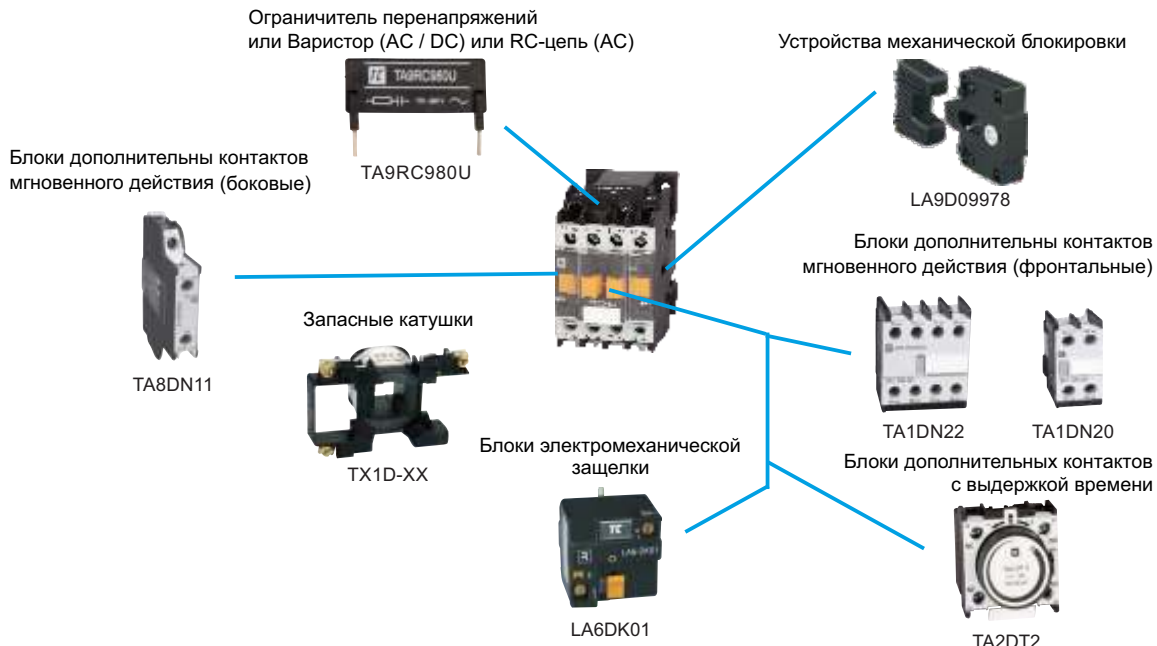 Ограничитель перенапряжений
или Варистор (AC / DC) или RC-цепь (AC)
TA9RC980U
TA9RC980U
Устройства механической блокировки
LA9D09978
Блоки дополнительны контактов
мгновенного действия (боковые)
TA8DN11
Блоки дополнительны контактов
мгновенного действия (фронтальные)
TA1DN22
TA1DN20
Запасные катушки
TX1D-XX
Блоки электромеханической
защелки
LA6DK01
Блоки дополнительных контактов
с выдержкой времени
TA2DT2